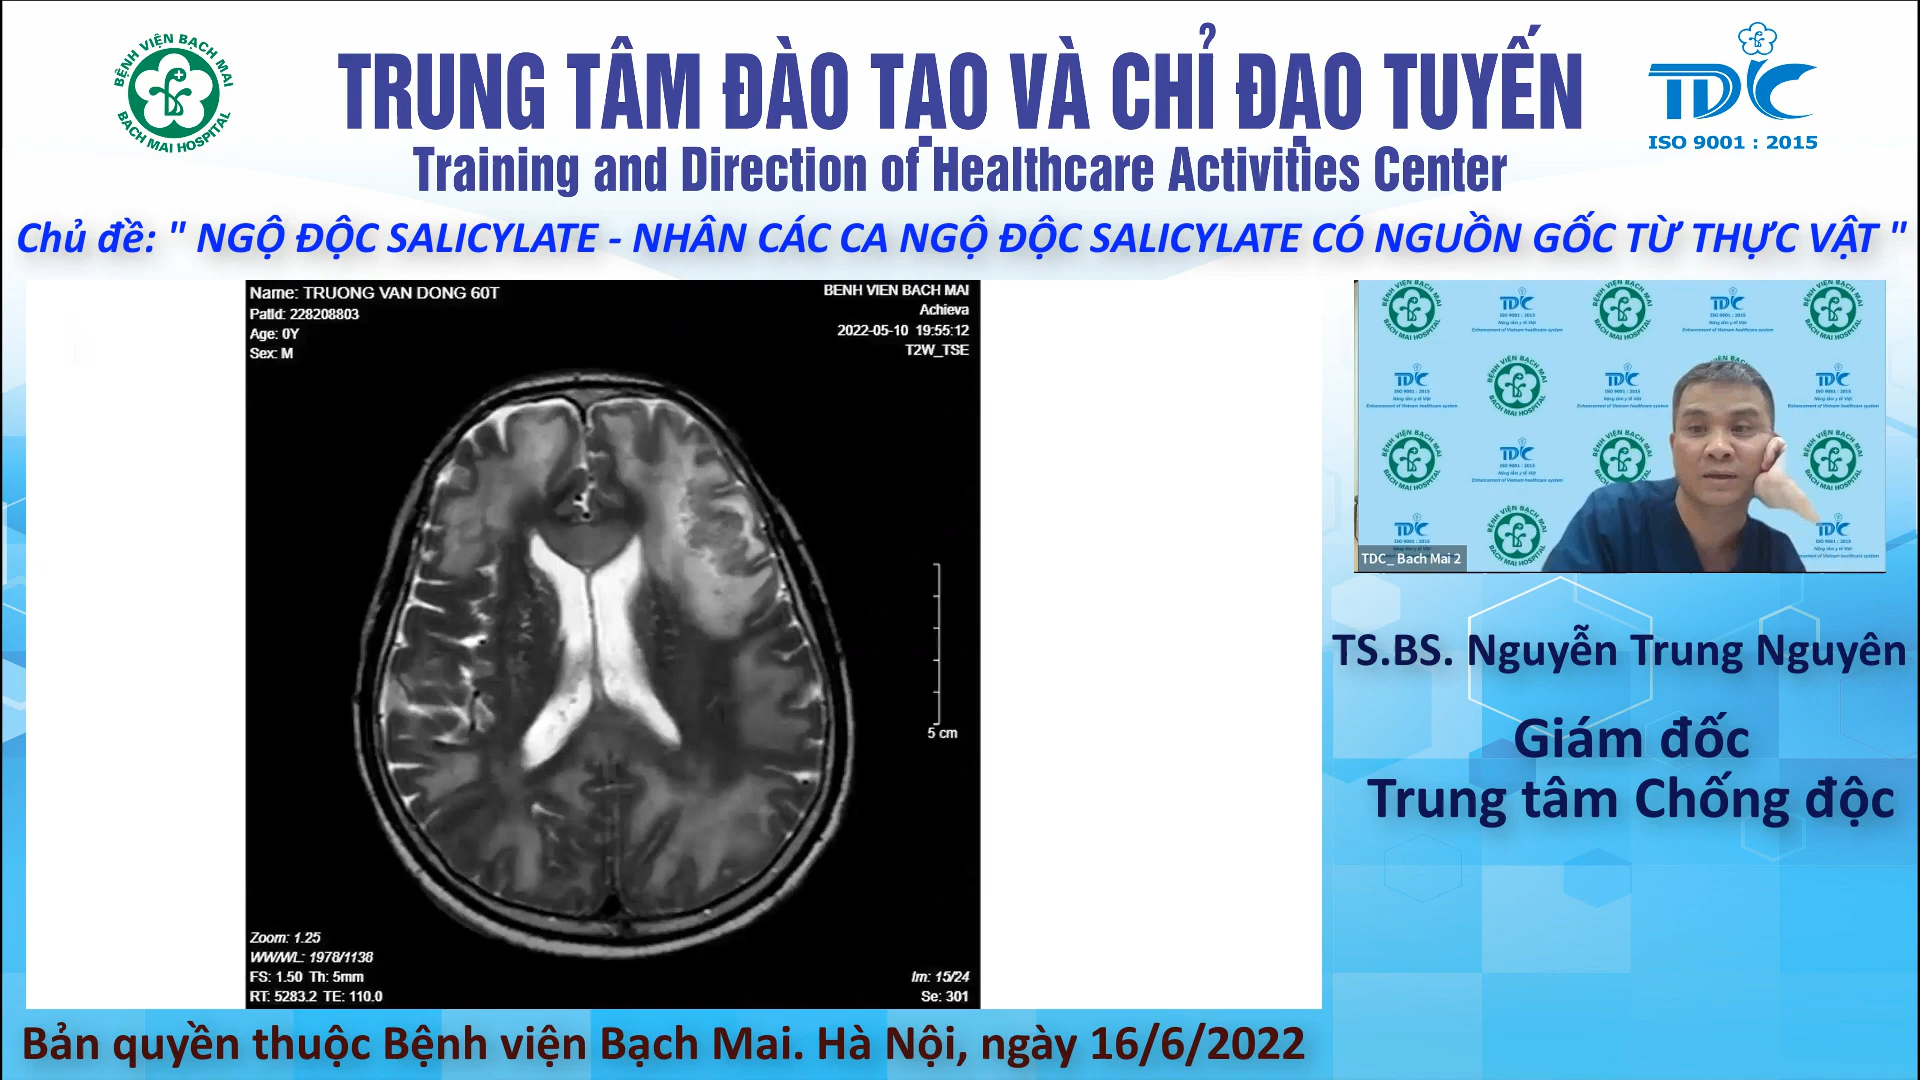 BỆNH VIỆN BẠCH MAI
BACH MAI HOSPITAL
TRUNG TÂM ĐÀO TẠO VÀ CHỈ ĐẠO TUYẾN
Training and Direction of Healthcare Activities Center
TDC
ISO 9001 : 2015
Chủ đề: " NGỘ ĐỘC SALICYLATE - NHÂN CÁC CA NGỘ ĐỘC SALICYLATE CÓ NGUỒN GỐC TỪ THỰC VẬT "
Name: TRUONG VAN DONG 60T
PatId: 228208803
Age: 0Y
Sex: M
BENH VIEN BACH MAI
Achieva
2022-05-10 19:55:12
T2W_TSE
5 cm
Zoom: 1.25
WW/WL: 1978/1138
FS: 1.50 Th: 5mm
RT: 5283.2 TE: 110.0
Im: 15/24
Se: 301
TDC_ Bach Mai 2
TS.BS. Nguyễn Trung Nguyên
Giám đốc
Trung tâm Chống độc
Bản quyền thuộc Bệnh viện Bạch Mai. Hà Nội, ngày 16/6/2022